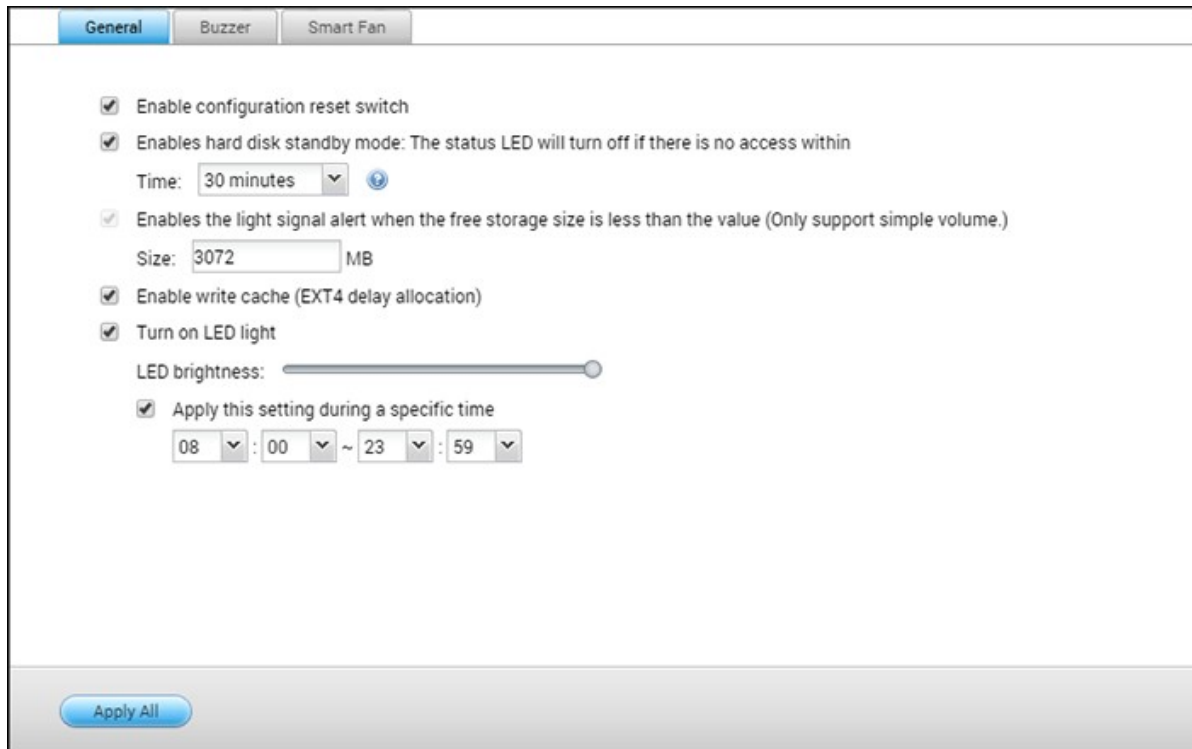 General Buzzer Smart Fan
Enable configuration reset switch
Enables hard disk standby mode: The status LED will turn off if there is no access within
Time: 30 minutes
Enables the light signal alert when the free storage size is less than the value (Only support simple volume.)
Size: 3072 MB
Enable write cache (EXT4 delay allocation)
Turn on LED light
LED brightness:
Apply this setting during a specific time
08 : 00 ~ 23 : 59
Apply All